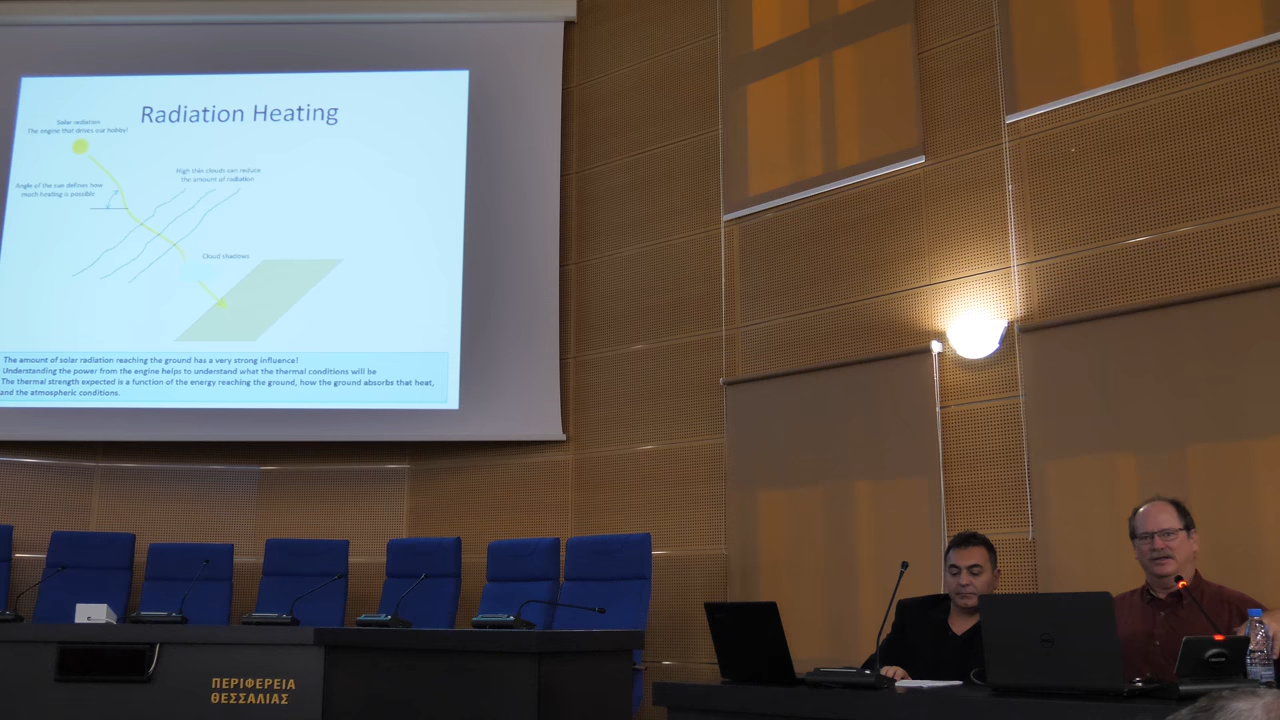 Radiation Heating
Solar radiation
The engine that drives our hobby!
High thin clouds can reduce
the amount of radiation
Angle of the sun defines how
much heating is possible
Cloud shadows
The amount of solar radiation reaching the ground has a very strong influence!
Understanding the power from the engine helps to understand what the thermal conditions will be
The thermal strength expected is a function of the energy reaching the ground, how the ground absorbs that heat,
and the atmospheric conditions.
ΠΕΡΙΦΕΡΕΙΑ
ΘΕΣΣΑΛΙΑΣ
DELL